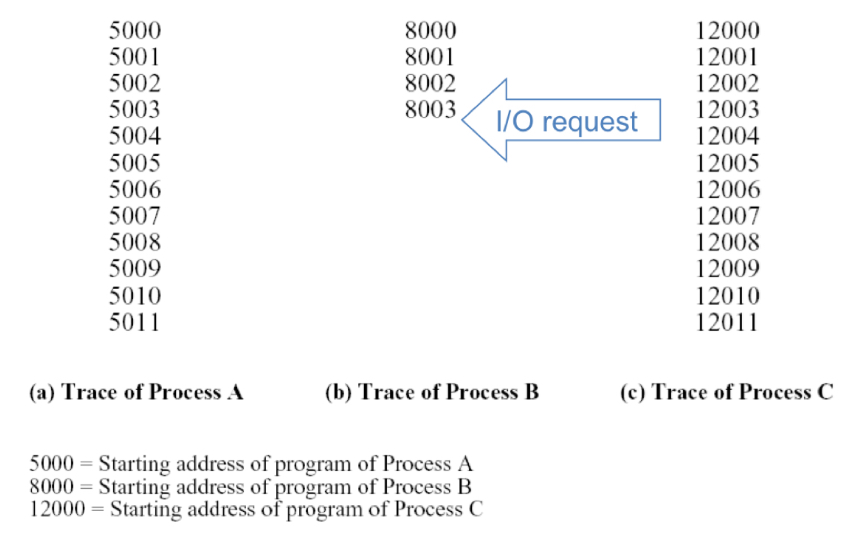 5000 8000 12000
5001 8001 12001
5002 8002 12002
5003 8003 12003
I/O request
5004 12004
5005 12005
5006 12006
5007 12007
5008 12008
5009 12009
5010 12010
5011 12011
(a) Trace of Process A (b) Trace of Process B (c) Trace of Process C
5000 = Starting address of program of Process A
8000 = Starting address of program of Process B
12000 = Starting address of program of Process C